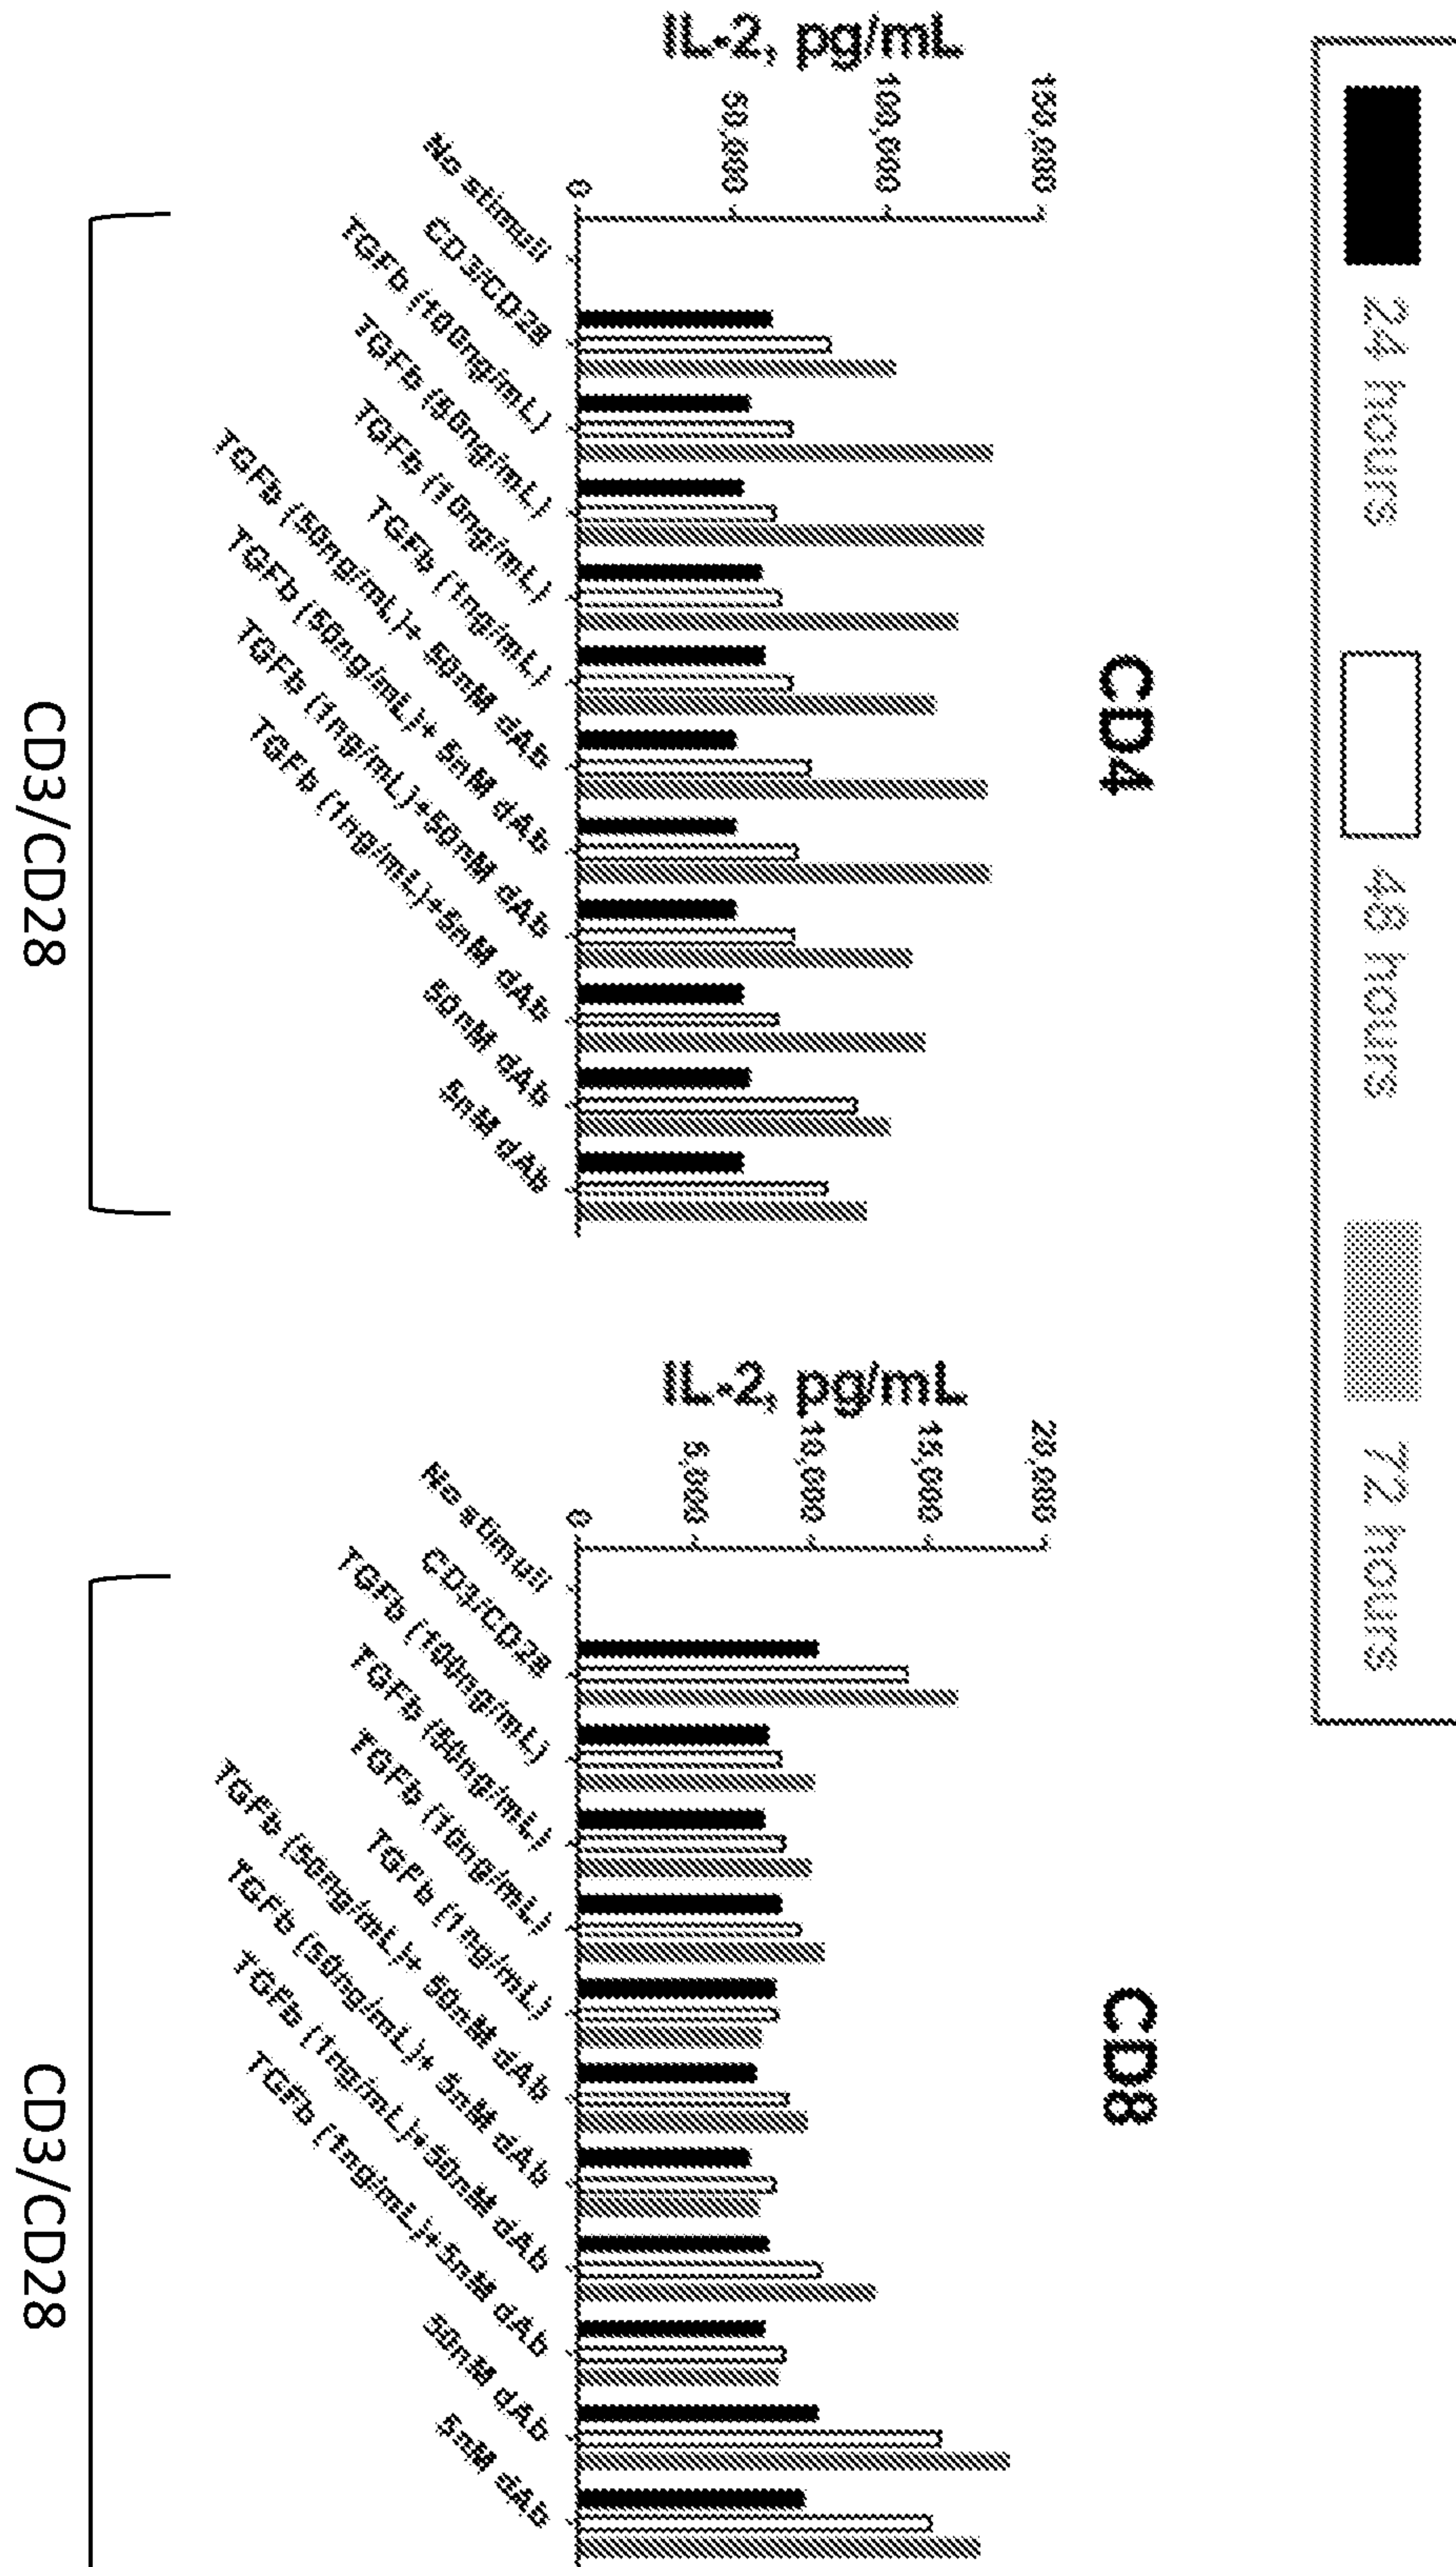 24 hours
48 hours
72 hours
CD4
IL-2, pg/mL
150,000
100,000
50,000
0
No stimuli
CD3/CD28
TGFb (100ng/mL)
TGFb (50ng/mL)
TGFb (10ng/mL)
TGFb (1ng/mL)
TGFb (50ng/mL)+ 50nM dAb
TGFb (50ng/mL)+ 5nM dAb
TGFb (1ng/mL)+50nM dAb
TGFb (1ng/mL)+5nM dAb
50nM dAb
5nM dAb
CD3/CD28
CD8
IL-2, pg/mL
20,000
15,000
10,000
5,000
0
No stimuli
CD3/CD28
TGFb (100ng/mL)
TGFb (50ng/mL)
TGFb (10ng/mL)
TGFb (1ng/mL)
TGFb (50ng/mL)+ 50nM dAb
TGFb (50ng/mL)+ 5nM dAb
TGFb (1ng/mL)+50nM dAb
TGFb (1ng/mL)+5nM dAb
50nM dAb
5nM dAb
CD3/CD28